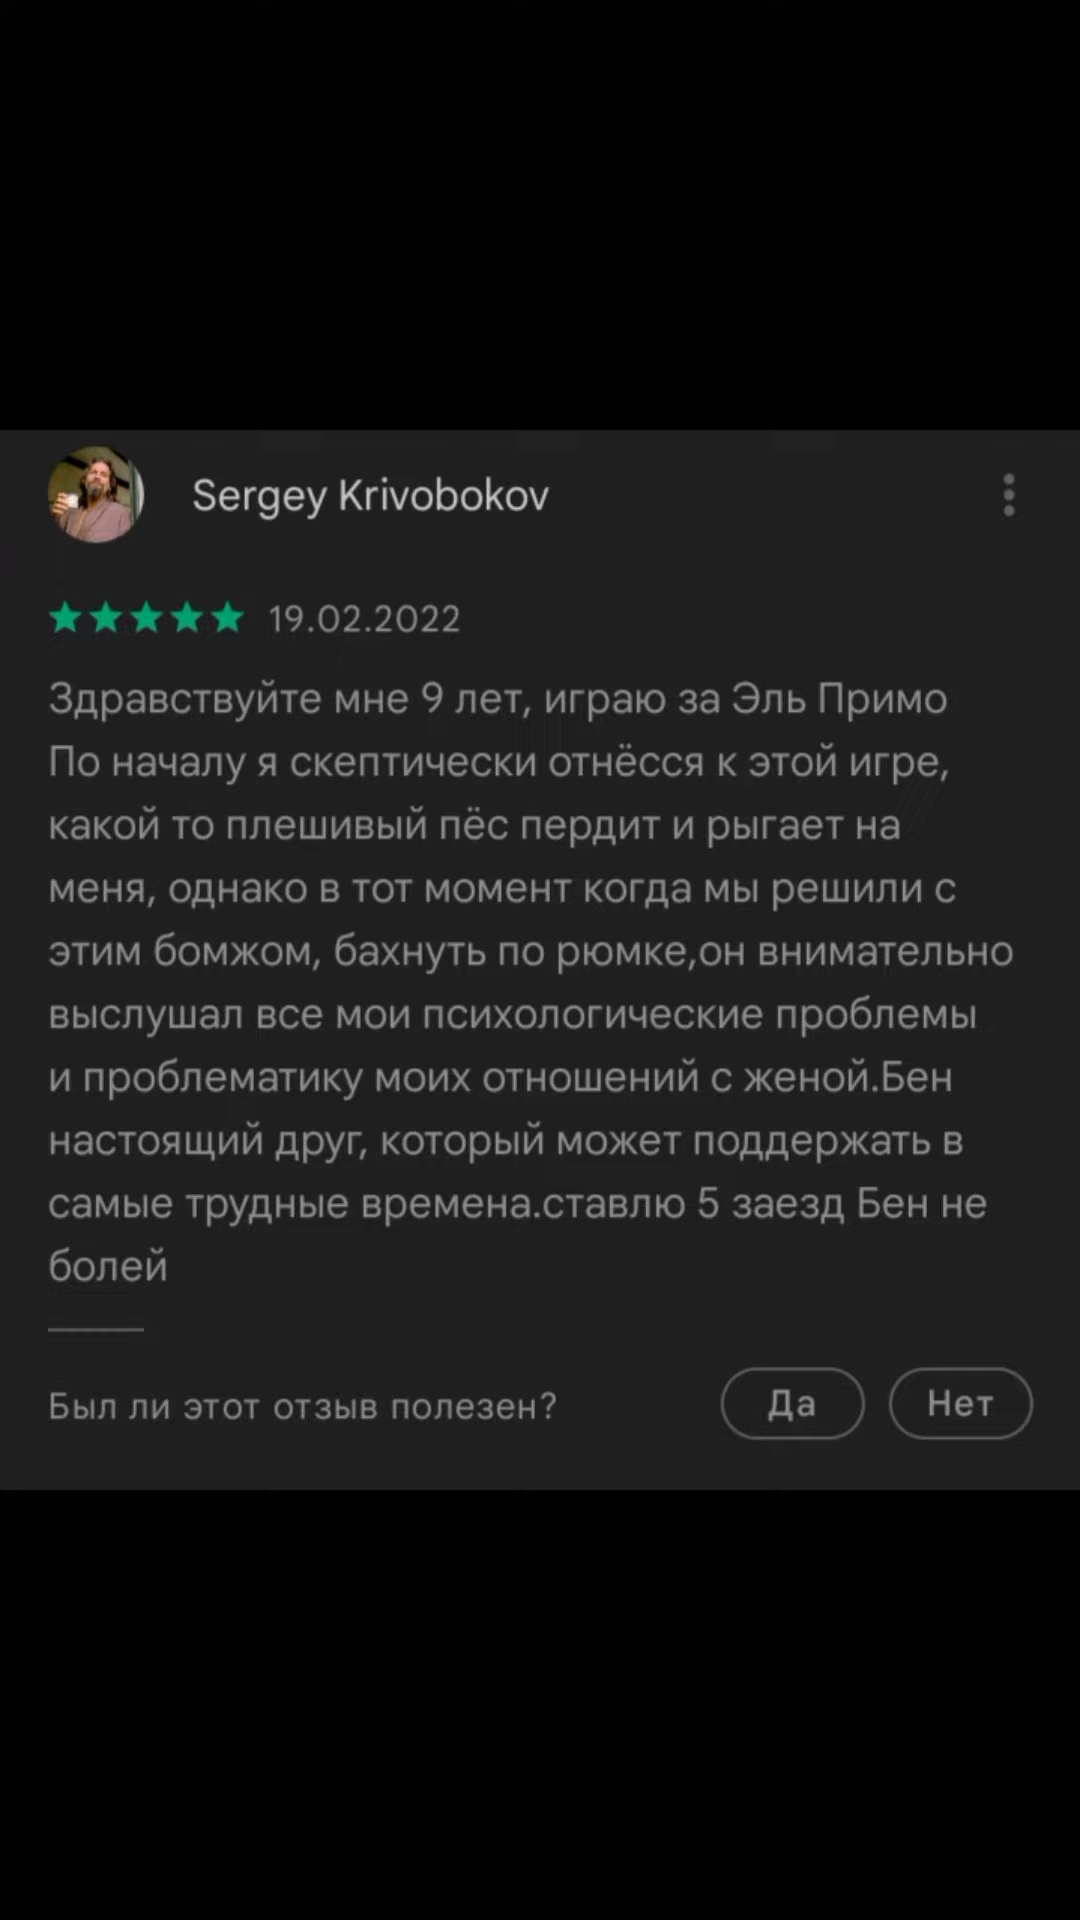 Sergey Krivobokov
19.02.2022
Здравствуйте мне 9 лет, играю за Эль Примо
По началу я скептически отнёсся к этой игре,
какой то плешивый пёс пердит и рыгает на
меня, однако в тот момент когда мы решили с
этим бомжом, бахнуть по рюмке,он внимательно
выслушал все мои психологические проблемы
и проблематику моих отношений с женой.Бен
настоящий друг, который может поддержать в
самые трудные времена.ставлю 5 заезд Бен не
болей
Был ли этот отзыв полезен?
Да
Нет